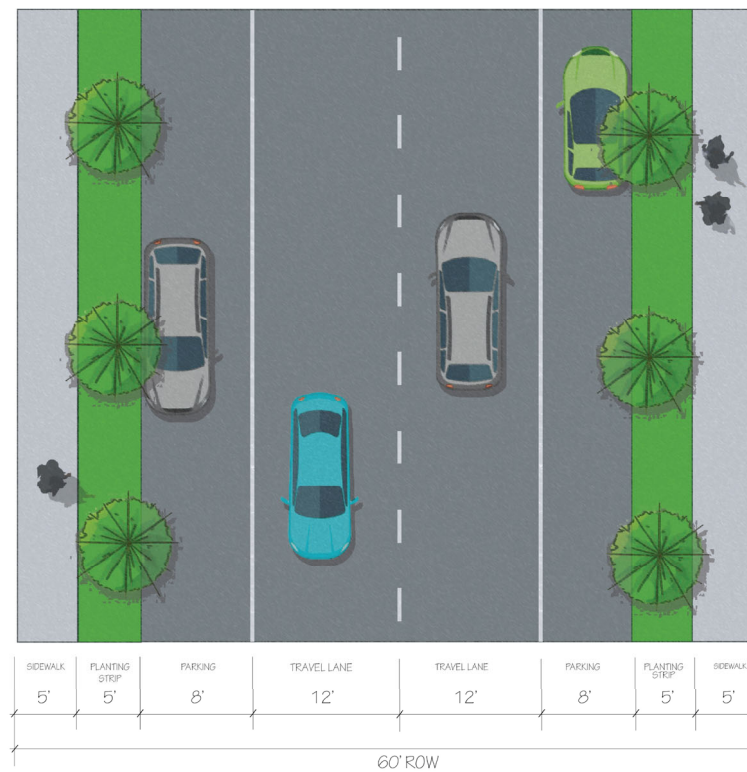 SIDEWALK PLANTING STRIP PARKING TRAVEL LANE TRAVEL LANE PARKING PLANTING STRIP SIDEWALK
5' 5' 8' 12' 12' 8' 5' 5'
60' ROW